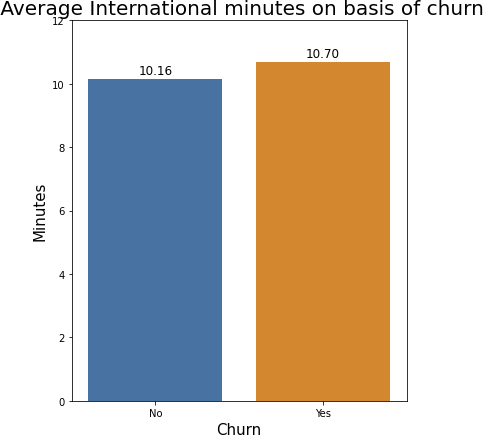 Average International minutes on basis of churn
12
10
8
6
4
2
0
Minutes
10.16
10.70
No
Yes
Churn